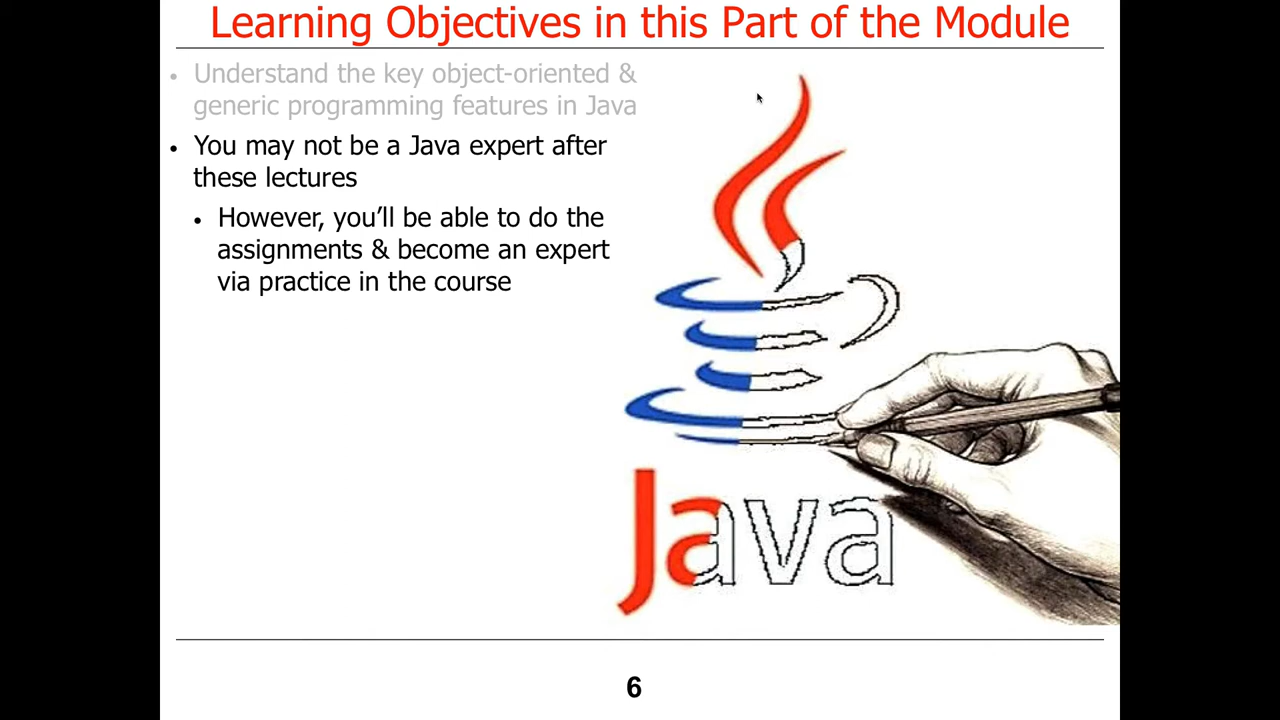 Learning Objectives in this Part of the Module
• Understand the key object-oriented &
generic programming features in Java
• You may not be a Java expert after
these lectures
• However, you’ll be able to do the
assignments & become an expert
via practice in the course
Java
6